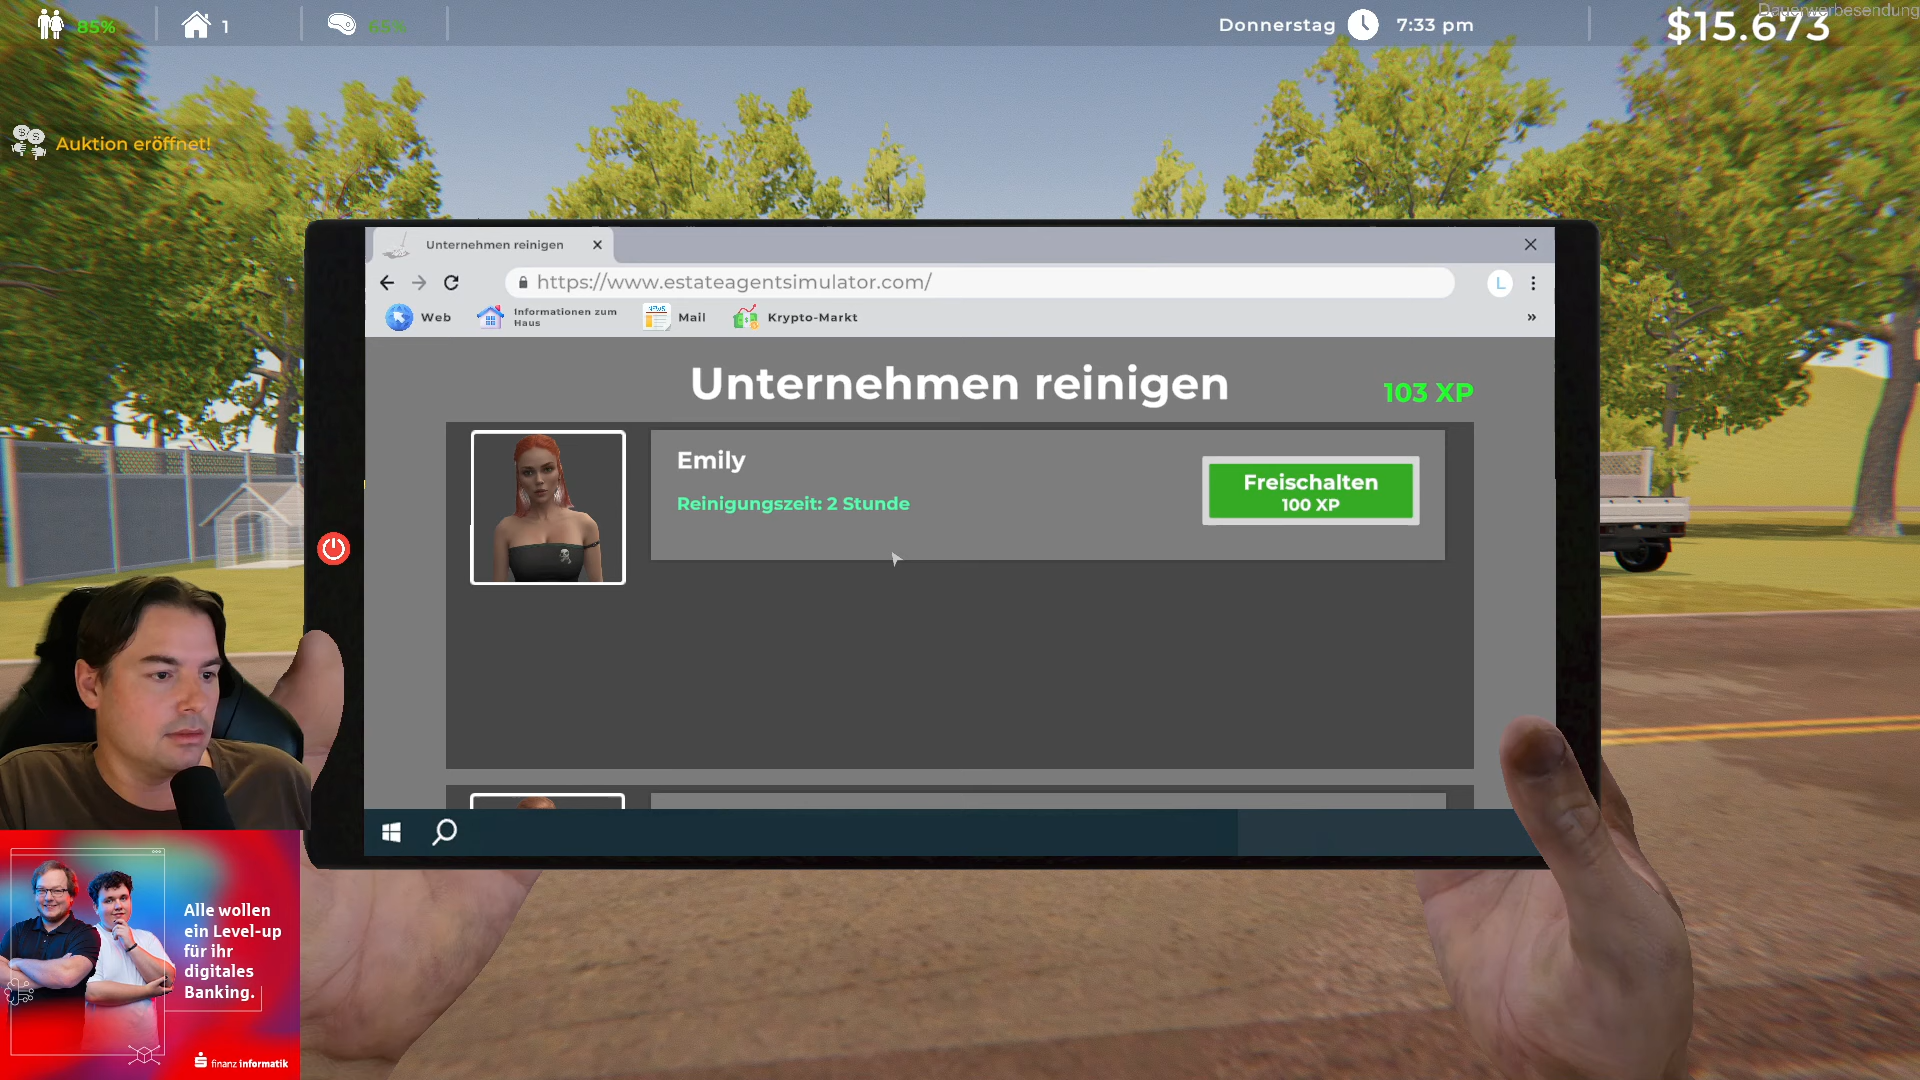 85%
1
65%
Donnerstag 7:33 pm
Dauerwerbesendung
$15.673
Auktion eröffnet!
Unternehmen reinigen
https://www.estateagentsimulator.com/
L
Web
Informationen zum
Haus
NEWS
Mail
Krypto-Markt
»
Unternehmen reinigen
103 XP
Emily
Reinigungszeit: 2 Stunde
Freischalten
100 XP
Alle wollen
ein Level-up
für ihr
digitales
Banking.
finanz informatik